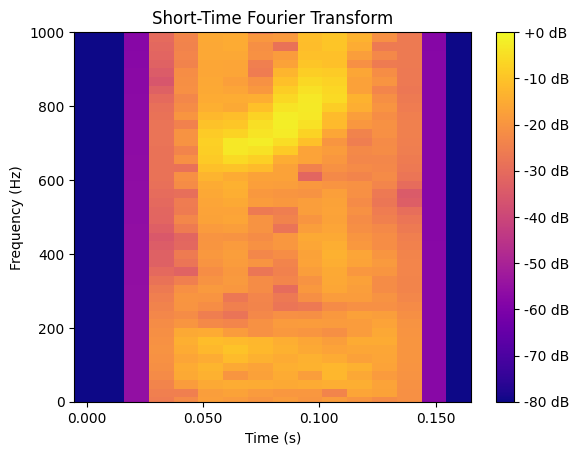 Short-Time Fourier Transform
1000
800
600
400
200
0
Frequency (Hz)
0.000
0.050
0.100
0.150
Time (s)
+0 dB
-10 dB
-20 dB
-30 dB
-40 dB
-50 dB
-60 dB
-70 dB
-80 dB